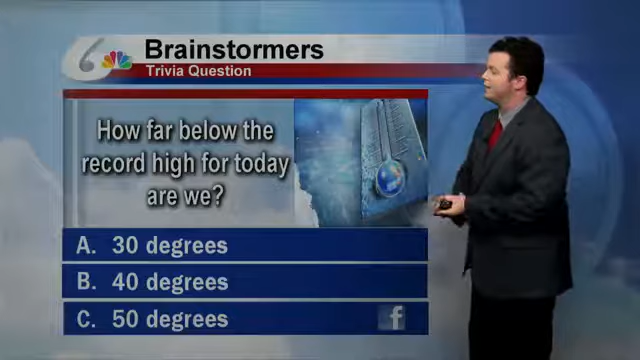 6
Brainstormers
Trivia Question
How far below the
record high for today
are we?
A. 30 degrees
B. 40 degrees
C. 50 degrees
f